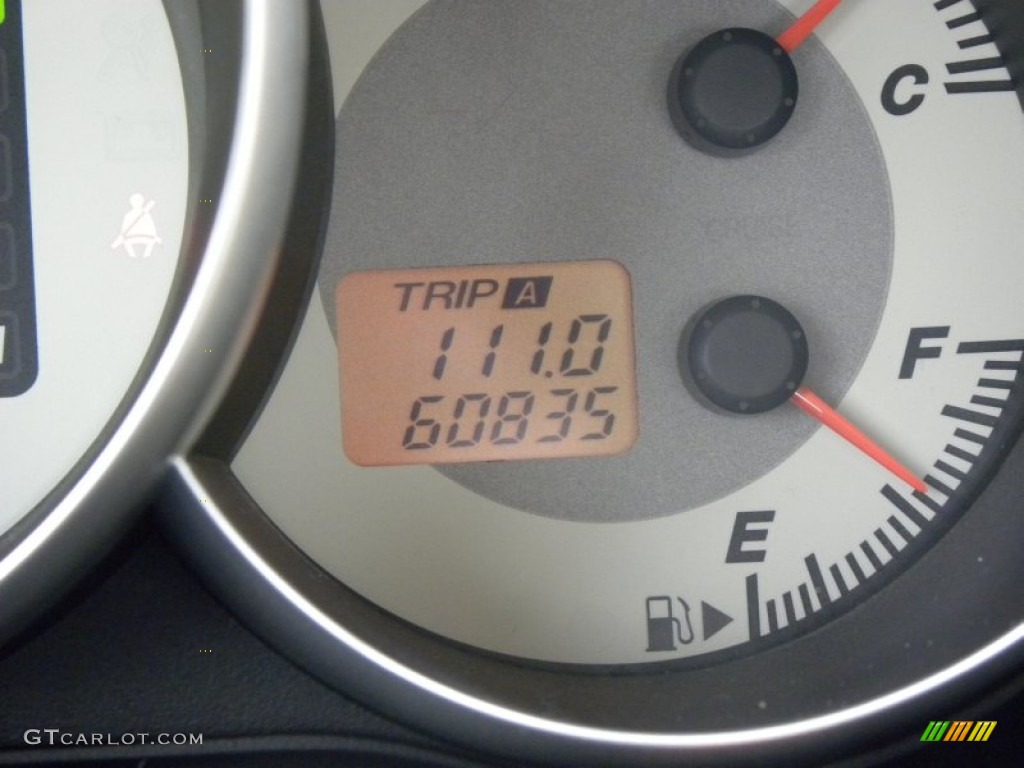 C
TRIP A
111.0
60835
F
E
GTCARLOT.COM